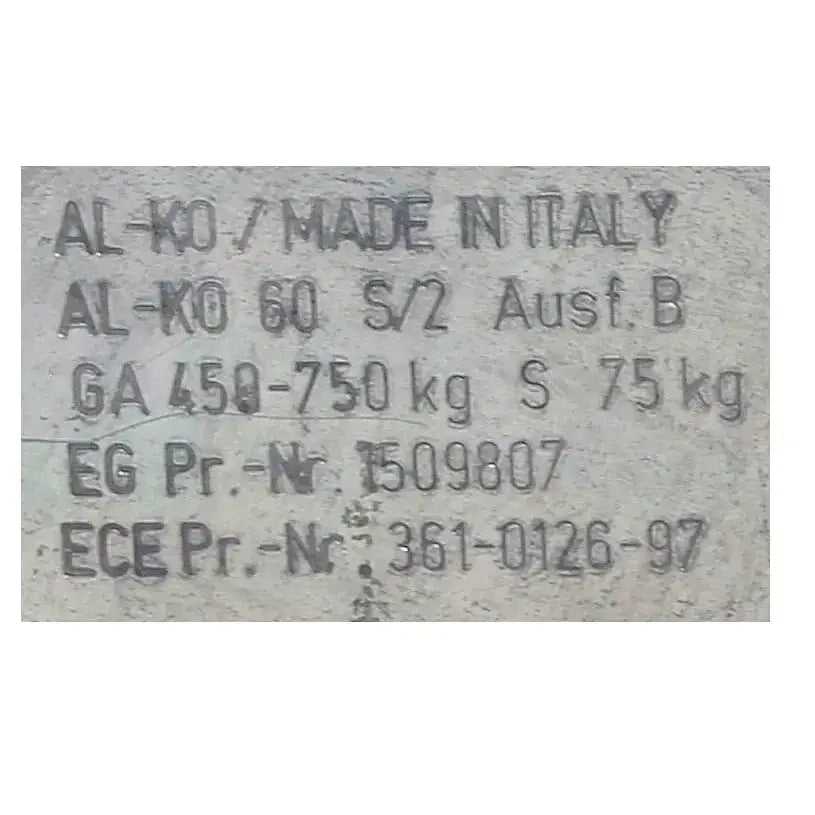 AL-KO / MADE IN ITALY
AL-KO 60 S/2 Ausf. B
GA 450-750 kg S 75 kg
EG Pr.-Nr. 1509807
ECE Pr.-Nr. 361-0126-97